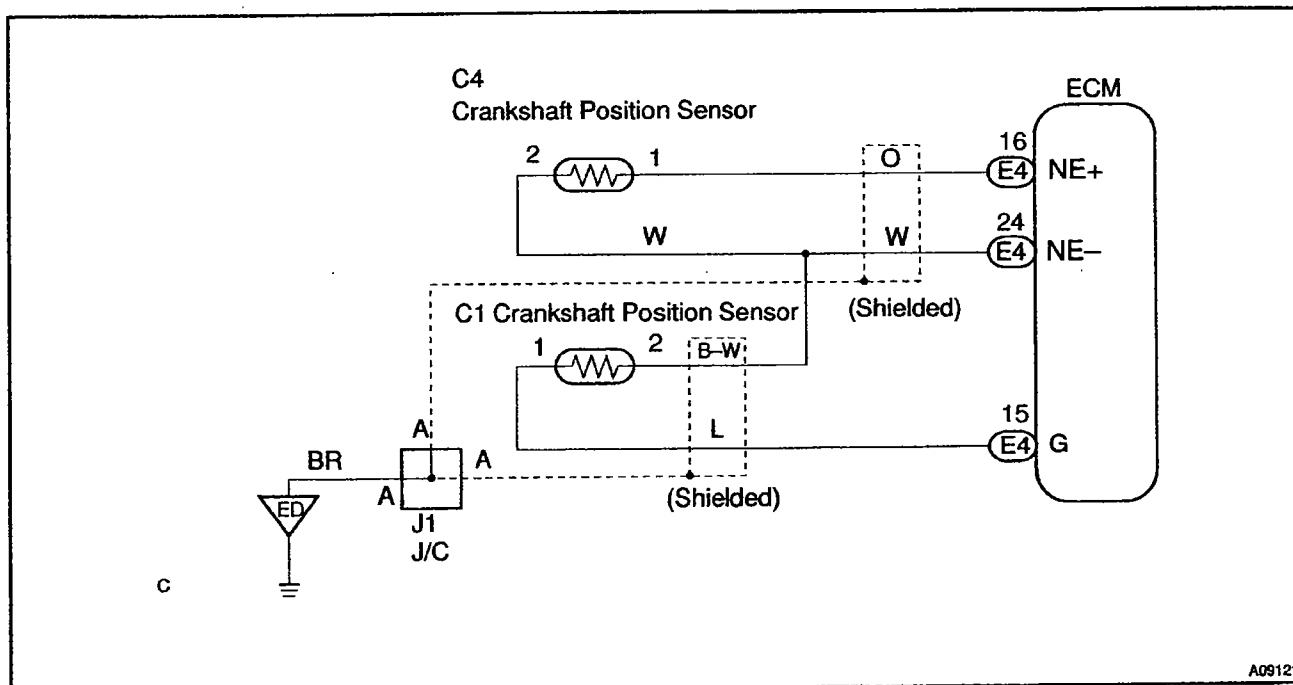 C4
Crankshaft Position Sensor
ECM
2
1
O
16
E4
NE+
W
W
24
E4
NE–
(Shielded)
C1 Crankshaft Position Sensor
1
2
B–W
L
15
E4
G
A
A
BR
A
(Shielded)
ED
J1
J/C
C
A0912